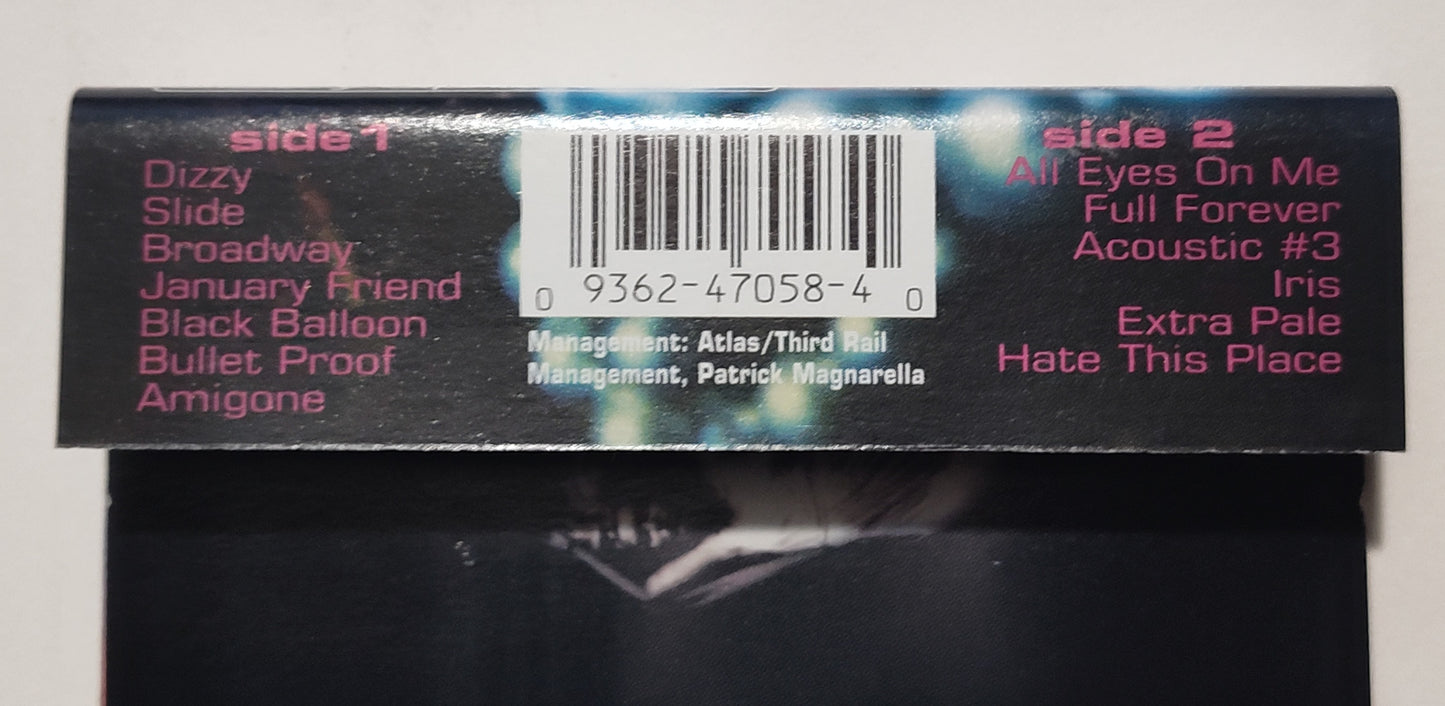 side 1
Dizzy
Slide
Broadway
January Friend
Black Balloon
Bullet Proof
Amigone
0 9362-47058-4 0
Management: Atlas/Third Rail
Management, Patrick Magnarella
side 2
All Eyes On Me
Full Forever
Acoustic #3
Iris
Extra Pale
Hate This Place